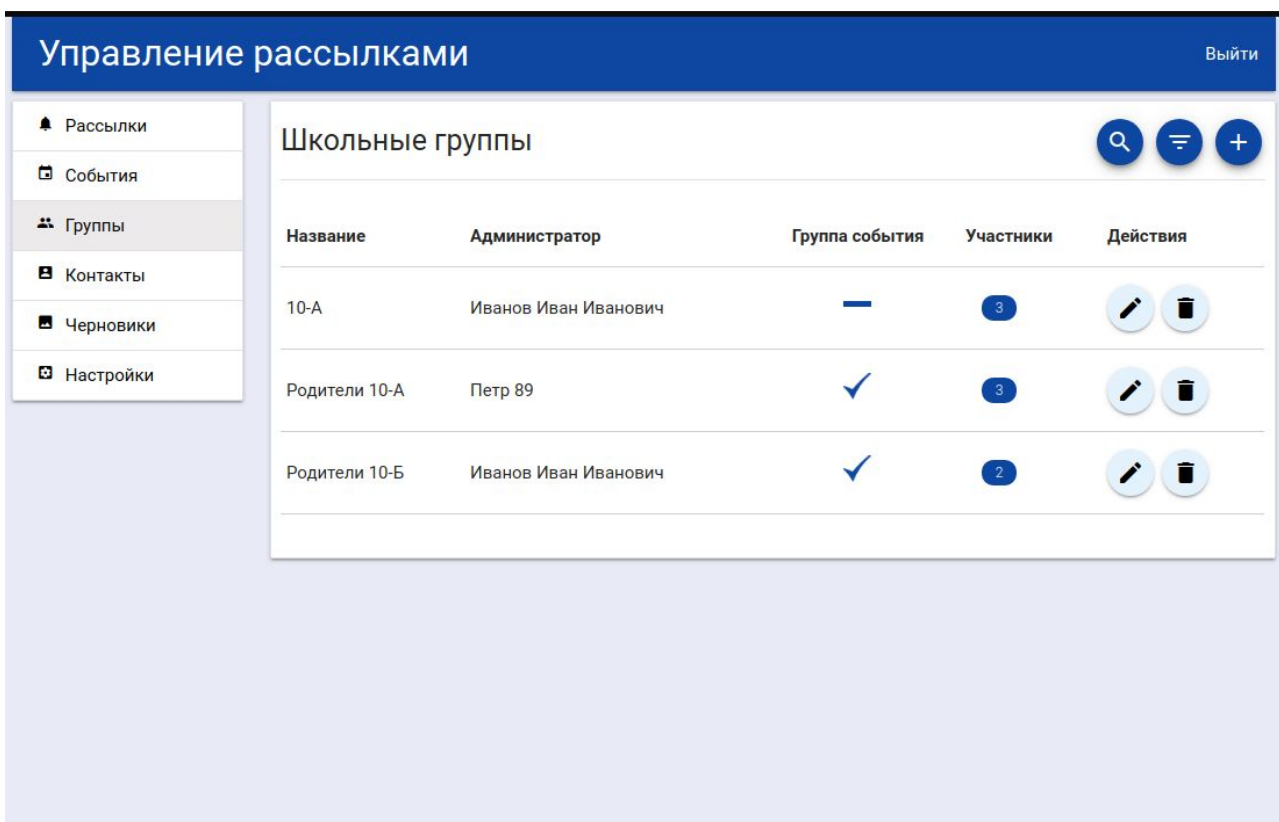 Управление рассылками
Выйти
Рассылки
События
Группы
Контакты
Черновики
Настройки
Школьные группы
Название Администратор Группа события Участники Действия
10-А Иванов Иван Иванович 3
Родители 10-А Петр 89 3
Родители 10-Б Иванов Иван Иванович 2